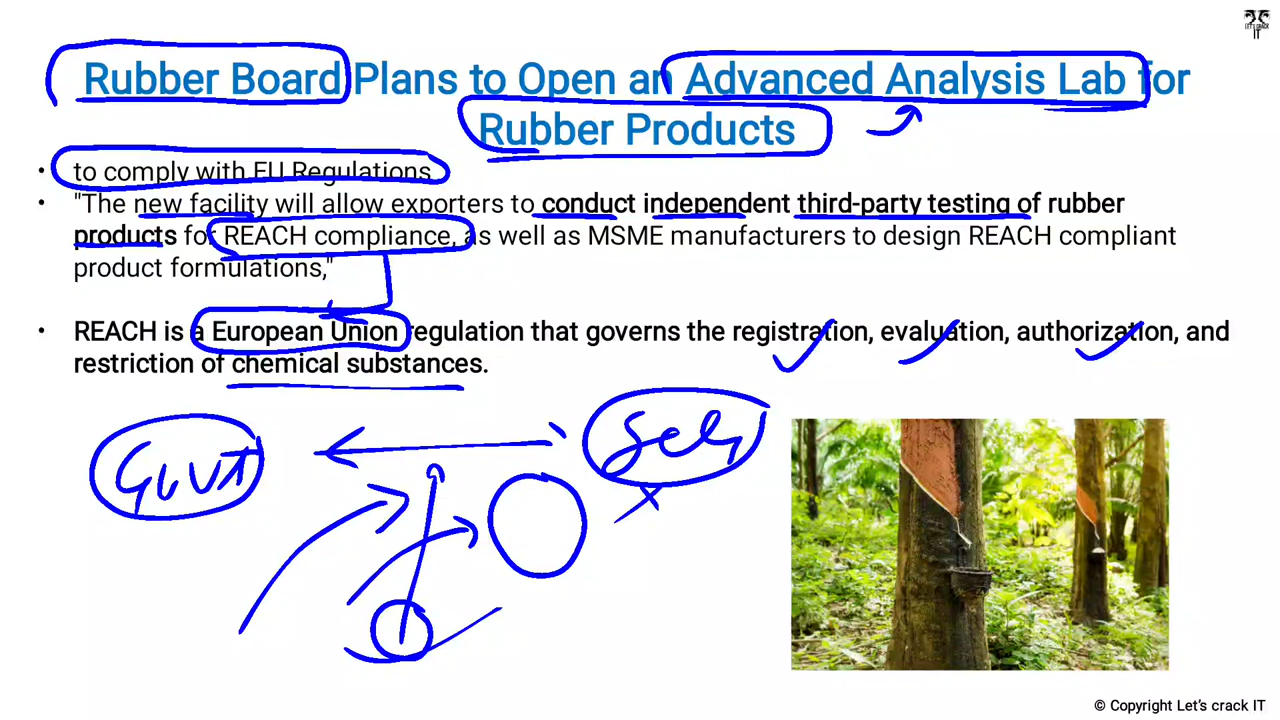 LET'S CRACK
IT
Rubber Board Plans to Open an Advanced Analysis Lab for
Rubber Products
• to comply with EU Regulations
• "The new facility will allow exporters to conduct independent third-party testing of rubber
products for REACH compliance, as well as MSME manufacturers to design REACH compliant
product formulations,"
• REACH is a European Union regulation that governs the registration, evaluation, authorization, and
restriction of chemical substances.
Govt
© Copyright Let's crack IT